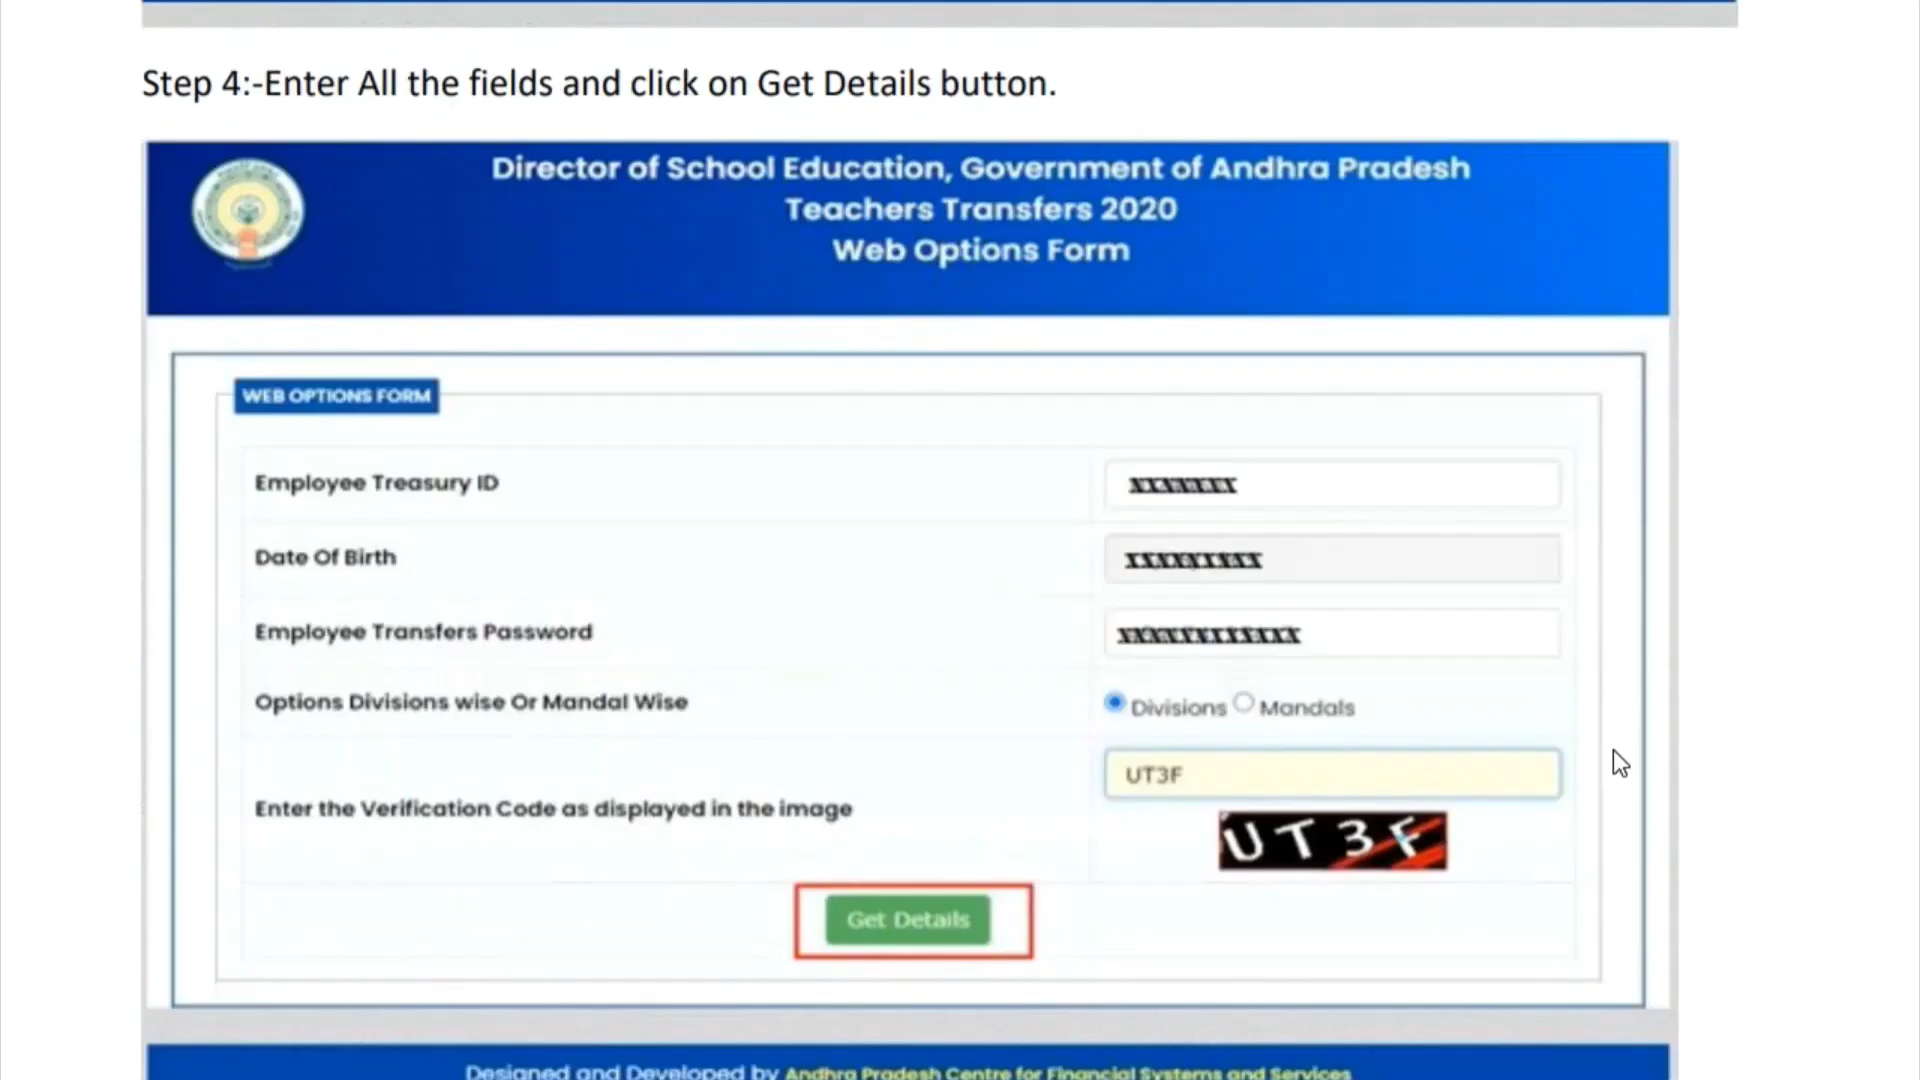 Step 4:-Enter All the fields and click on Get Details button.
Director of School Education, Government of Andhra Pradesh
Teachers Transfers 2020
Web Options Form
WEB OPTIONS FORM
Employee Treasury ID
Date Of Birth
Employee Transfers Password
Options Divisions wise Or Mandal Wise
Divisions Mandals
UT3F
Enter the Verification Code as displayed in the image
UT3F
Get Details
Designed and Developed by Andhra Pradesh Centre for Financial Systems and Services